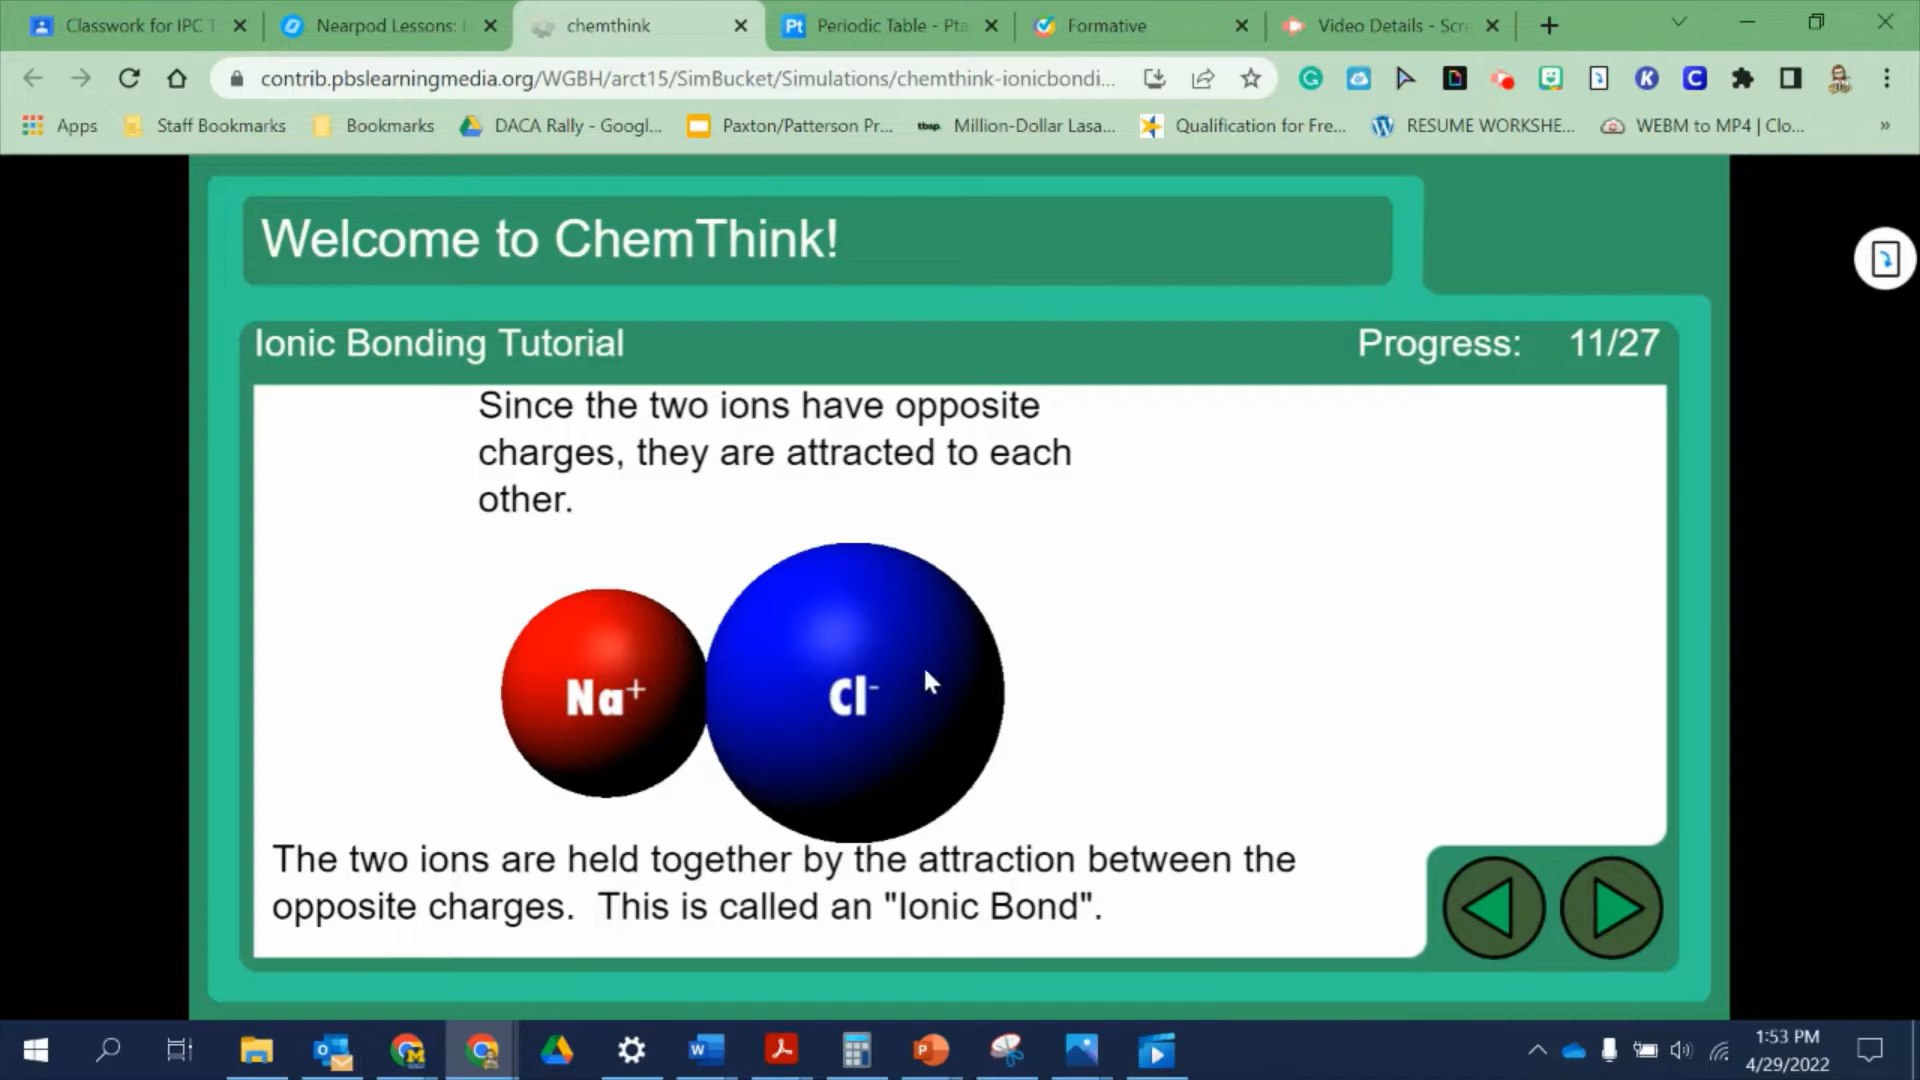 Classwork for IPC T
Nearpod Lessons: I
chemthink
Periodic Table - Pta
Formative
Video Details - Scre
contrib.pbslearningmedia.org/WGBH/arct15/SimBucket/Simulations/chemthink-ionicbondi...
Apps
Staff Bookmarks
Bookmarks
DACA Rally - Googl...
Paxton/Patterson Pr...
Million-Dollar Lasa...
Qualification for Fre...
RESUME WORKSHE...
WEBM to MP4 | Clo...
Welcome to ChemThink!
Ionic Bonding Tutorial
Progress: 11/27
Since the two ions have opposite
charges, they are attracted to each
other.
Na+
Cl-
The two ions are held together by the attraction between the
opposite charges. This is called an "Ionic Bond".
1:53 PM
4/29/2022